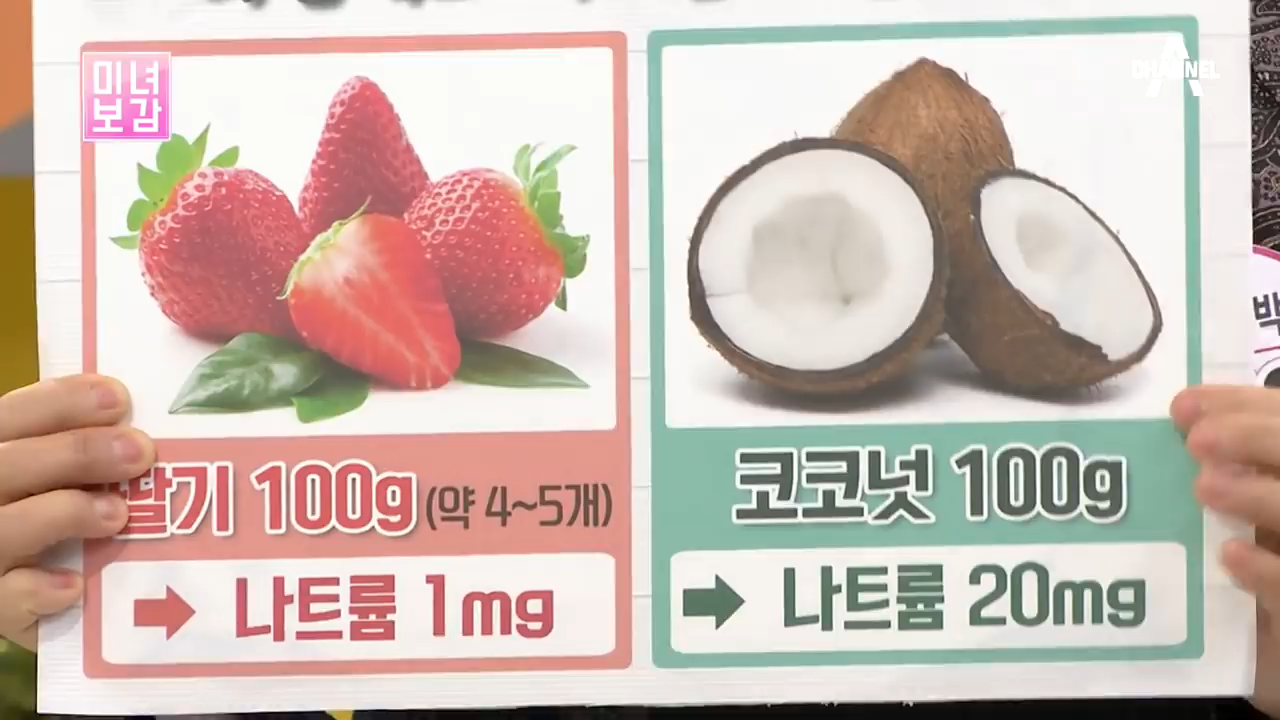 미녀
보감
CHANNEL
A
딸기 100g (약 4~5개)
나트륨 1mg
코코넛 100g
나트륨 20mg
박